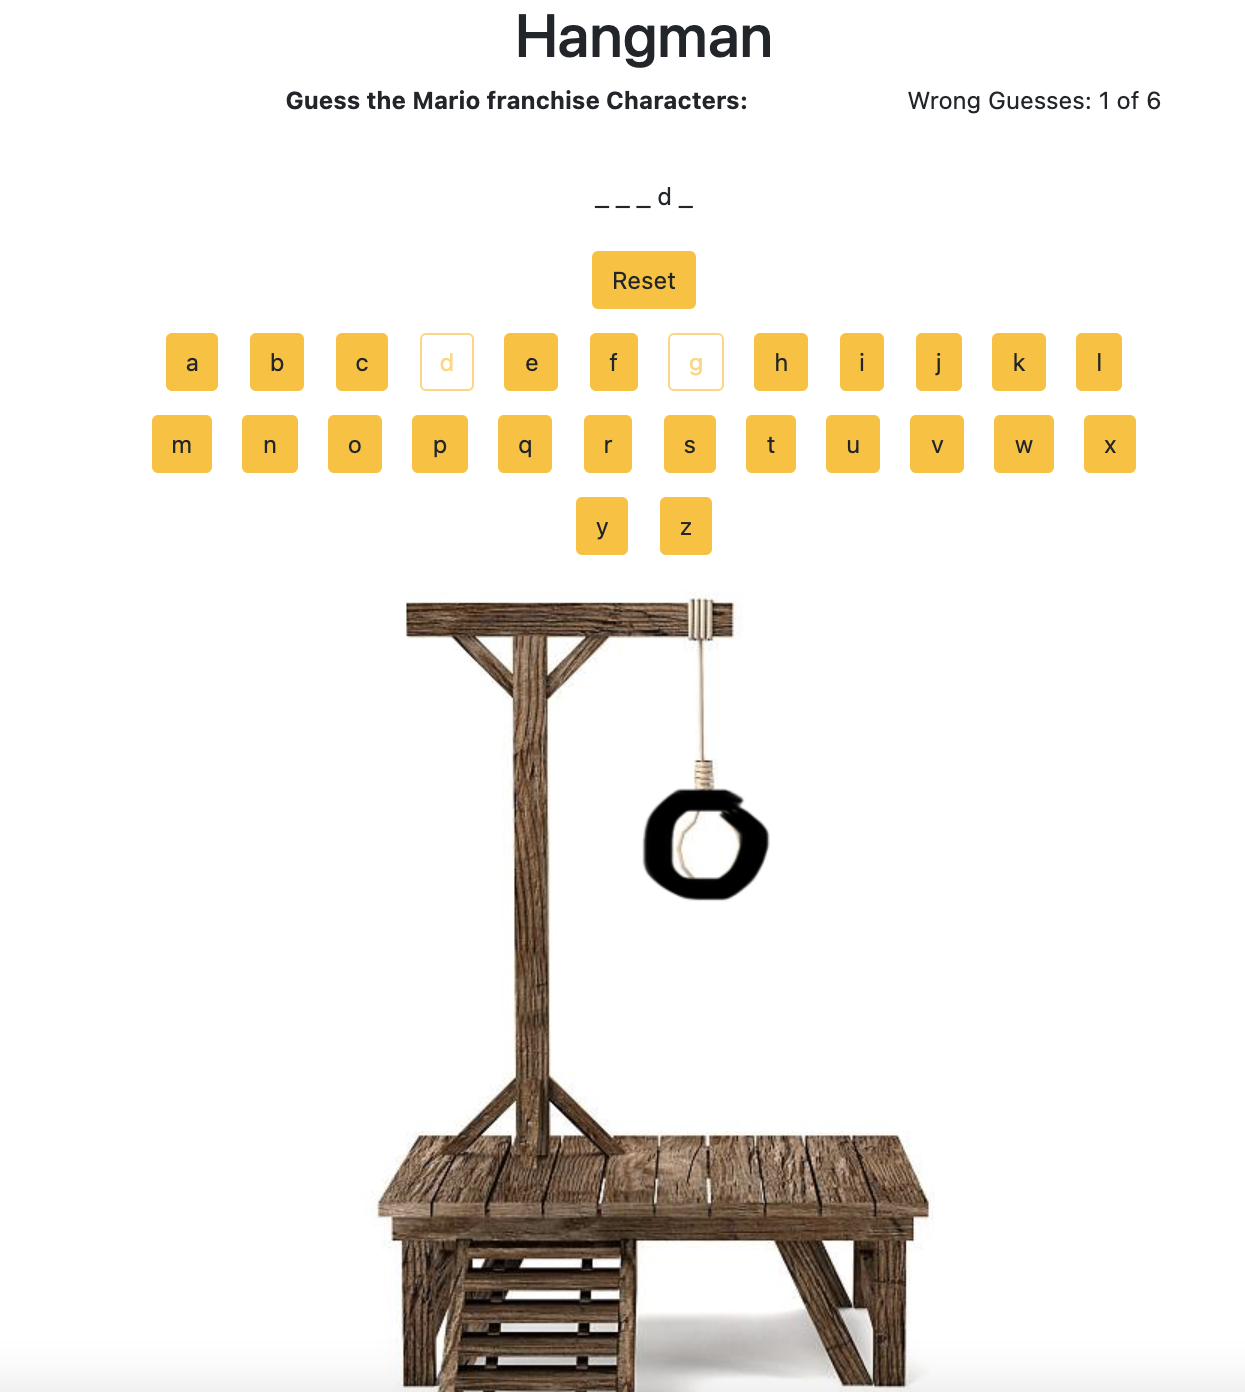 Hangman
Guess the Mario franchise Characters: Wrong Guesses: 1 of 6
_ _ _ d _
Reset
a b c d e f g h i j k l
m n o p q r s t u v w x
y z